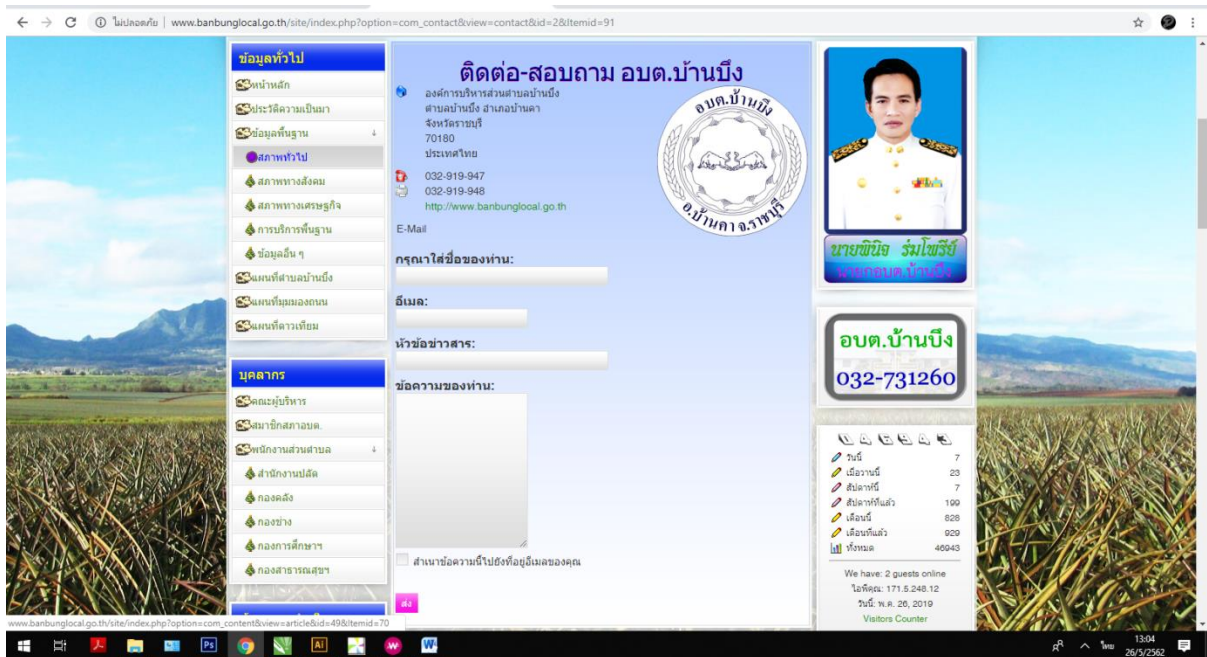 ไม่ปลอดภัย | www.banbunglocal.go.th/site/index.php?option=com_contact&view=contact&id=2&Itemid=91
ข้อมูลทั่วไป
หน้าหลัก
ประวัติความเป็นมา
ข้อมูลพื้นฐาน
สภาพทั่วไป
สภาพทางสังคม
สภาพทางเศรษฐกิจ
การบริการพื้นฐาน
ข้อมูลอื่น ๆ
แผนที่ตำบลบ้านบึง
แผนที่มุมมองถนน
แผนที่ดาวเทียม
บุคลากร
คณะผู้บริหาร
สมาชิกสภาอบต.
พนักงานส่วนตำบล
สำนักงานปลัด
กองคลัง
กองช่าง
กองการศึกษาฯ
กองสาธารณสุขฯ
ติดต่อ-สอบถาม อบต.บ้านบึง
องค์การบริหารส่วนตำบลบ้านบึง
ตำบลบ้านบึง อำเภอบ้านคา
จังหวัดราชบุรี
70180
ประเทศไทย
032-919-947
032-919-948
http://www.banbunglocal.go.th
อบต.บ้านบึง
อ.บ้านคา จ.ราชบุรี
E-Mail
กรุณาใส่ชื่อของท่าน:
อีเมล:
หัวข้อข่าวสาร:
ข้อความของท่าน:
สำเนาข้อความนี้ไปยังที่อยู่อีเมลของคุณ
ส่ง
นายพินิจ ร่มโพรีย์
นายกอบต.บ้านบึง
อบต.บ้านบึง
032-731260
วันนี้ 7
เมื่อวานนี้ 23
สัปดาห์นี้ 7
สัปดาห์ที่แล้ว 199
เดือนนี้ 828
เดือนที่แล้ว 929
ทั้งหมด 46943
We have: 2 guests online
ไอพีคุณ: 171.5.248.12
วันนี้: พ.ค. 26, 2019
Visitors Counter
www.banbunglocal.go.th/site/index.php?option=com_content&view=article&id=49&Itemid=70
Ps
Ai
W
ไทย
13:04
26/5/2562